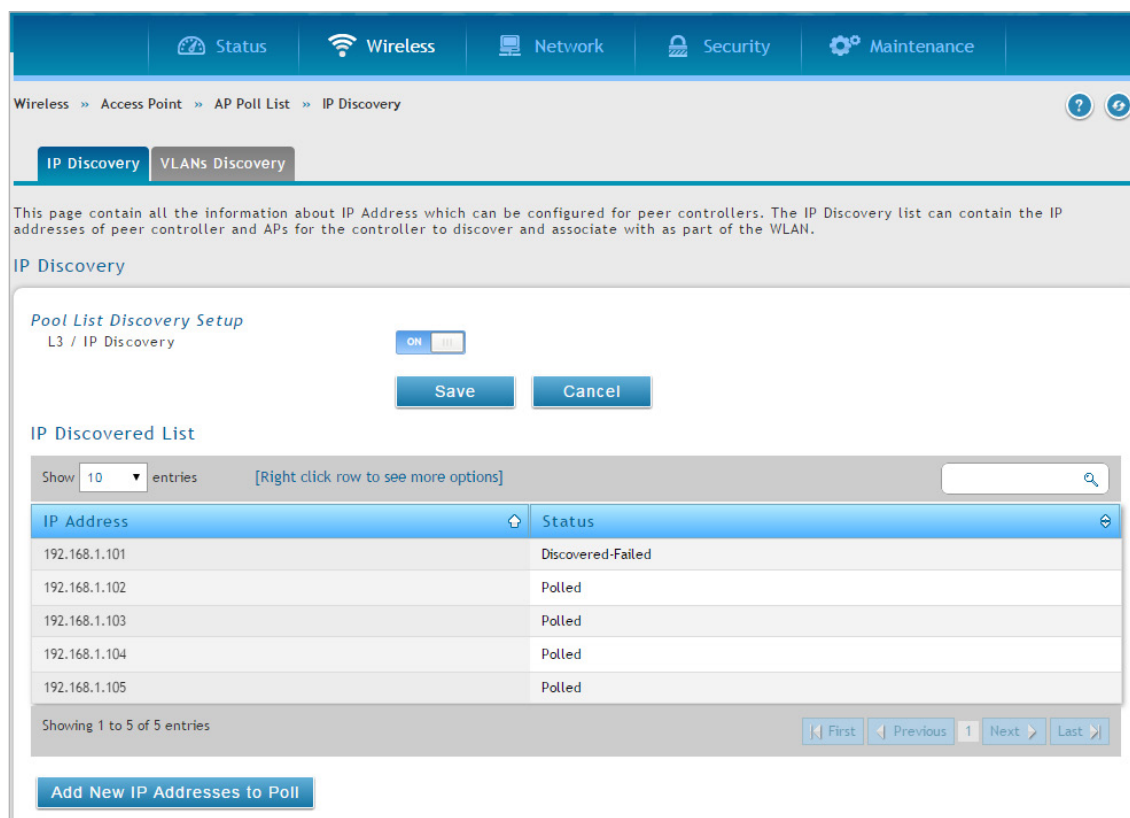 Status Wireless Network Security Maintenance
Wireless » Access Point » AP Poll List » IP Discovery
IP Discovery VLANs Discovery
This page contain all the information about IP Address which can be configured for peer controllers. The IP Discovery list can contain the IP
addresses of peer controller and APs for the controller to discover and associate with as part of the WLAN.
IP Discovery
Pool List Discovery Setup
L3 / IP Discovery ON
Save Cancel
IP Discovered List
Show 10 entries [Right click row to see more options]
IP Address Status
192.168.1.101 Discovered-Failed
192.168.1.102 Polled
192.168.1.103 Polled
192.168.1.104 Polled
192.168.1.105 Polled
Showing 1 to 5 of 5 entries First Previous 1 Next Last
Add New IP Addresses to Poll